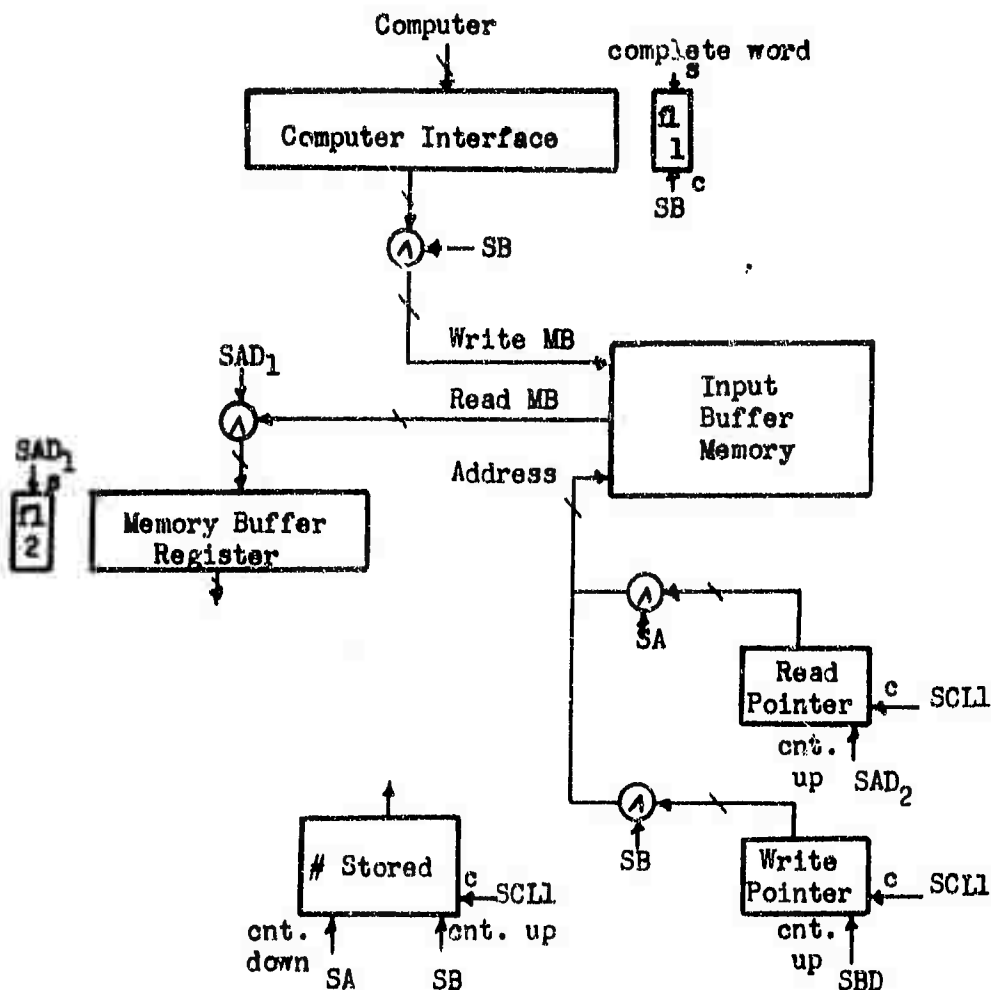 Computer
complete word
s
Computer Interface
fl
1
c
SB
SB
Write MB
SAD1
Read MB
Input
Buffer
Memory
SAD1
s
Address
fl
2
Memory Buffer
Register
SA
Read
Pointer
c
SCL1
cnt.
up
SAD2
# Stored
c
SCL1
SB
Write
Pointer
c
SCL1
cnt.
down
cnt. up
SA
SB
cnt.
up
SBD